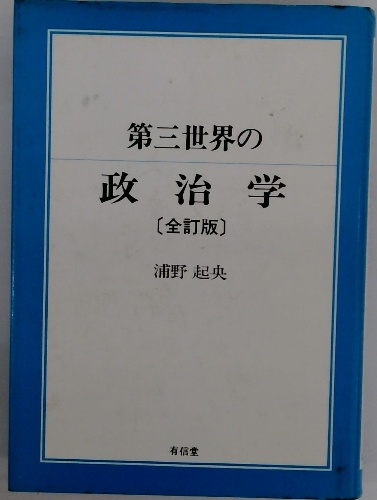 第三世界の
政治学
〔全訂版〕
浦野 起央
有信堂